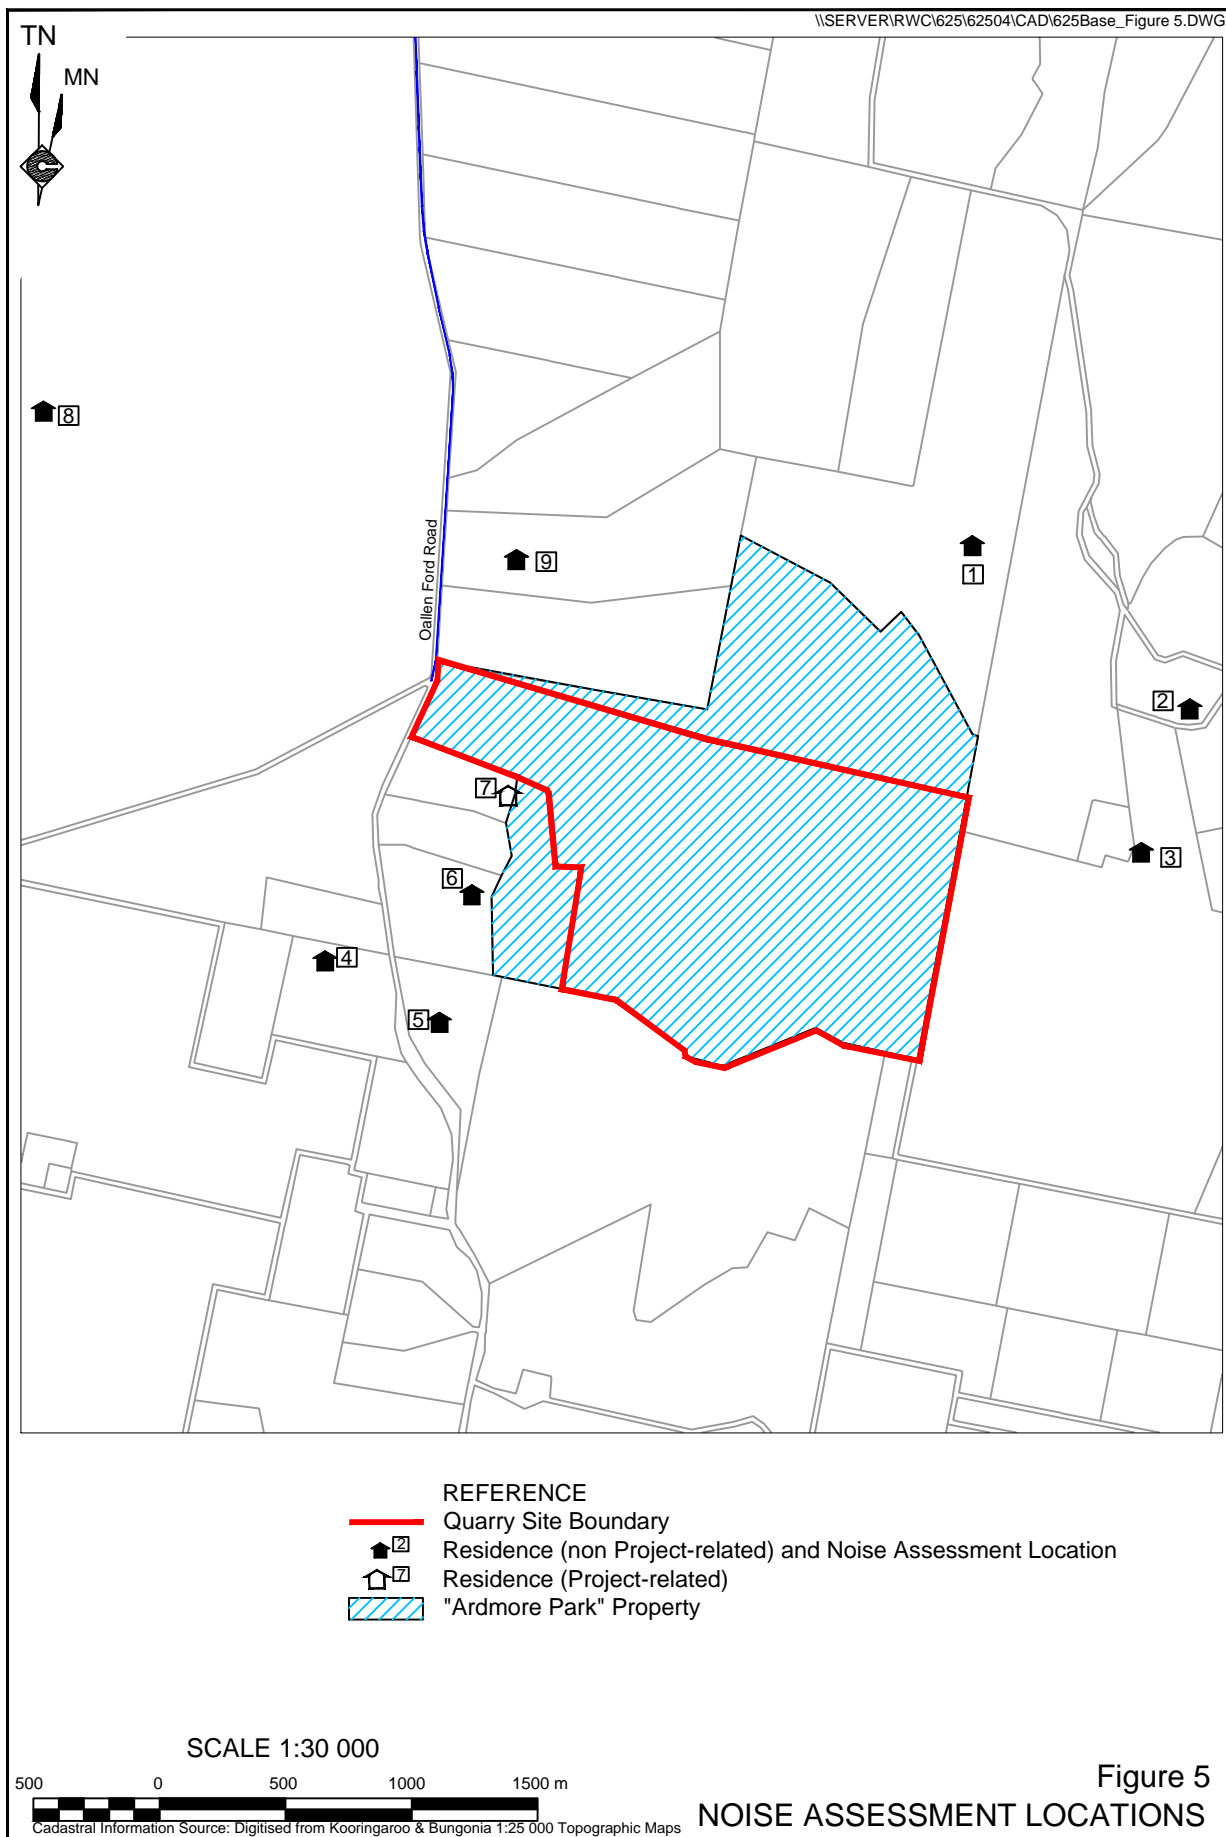 \\SERVER\RWC\625\62504\CAD\625Base_Figure 5.DWG
TN
MN
8
Oallen Ford Road
9
1
2
7
3
6
4
5
REFERENCE
Quarry Site Boundary
2 Residence (non Project-related) and Noise Assessment Location
7 Residence (Project-related)
"Ardmore Park" Property
SCALE 1:30 000
500 0 500 1000 1500 m
Cadastral Information Source: Digitised from Kooringaroo & Bungonia 1:25 000 Topographic Maps
Figure 5
NOISE ASSESSMENT LOCATIONS